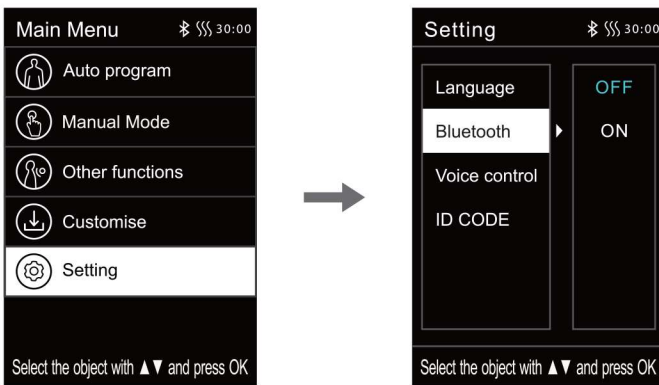 Main Menu 30:00
Auto program
Manual Mode
Other functions
Customise
Setting
Select the object with ▲▼ and press OK
Setting 30:00
Language
Bluetooth
Voice control
ID CODE
OFF
ON
Select the object with ▲▼ and press OK